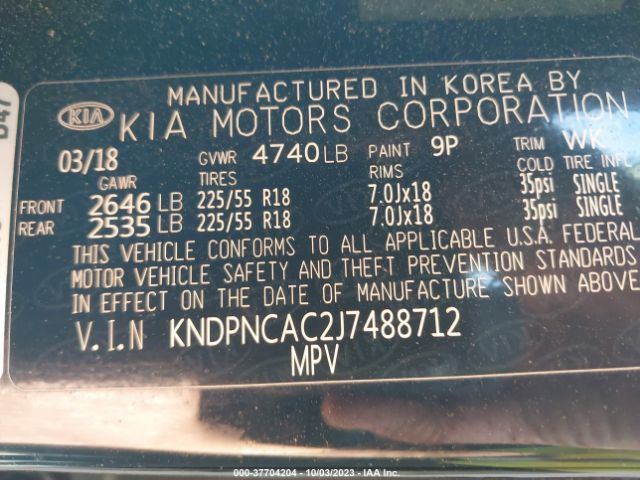 MANUFACTURED IN KOREA BY
KIA KIA MOTORS CORPORATION
03/18 GVWR 4740LB PAINT 9P TRIM WK
GAWR TIRES RIMS COLD TIRE INFL
FRONT 2646 LB 225/55 R18 7.0Jx18 35psi SINGLE
REAR 2535 LB 225/55 R18 7.0Jx18 35psi SINGLE
THIS VEHICLE CONFORMS TO ALL APPLICABLE U.S.A. FEDERAL
MOTOR VEHICLE SAFETY AND THEFT PREVENTION STANDARDS
IN EFFECT ON THE DATE OF MANUFACTURE SHOWN ABOVE.
V.I.N KNDPNCAC2J7488712
MPV
000-37704204 - 10/03/2023 - IAA Inc.